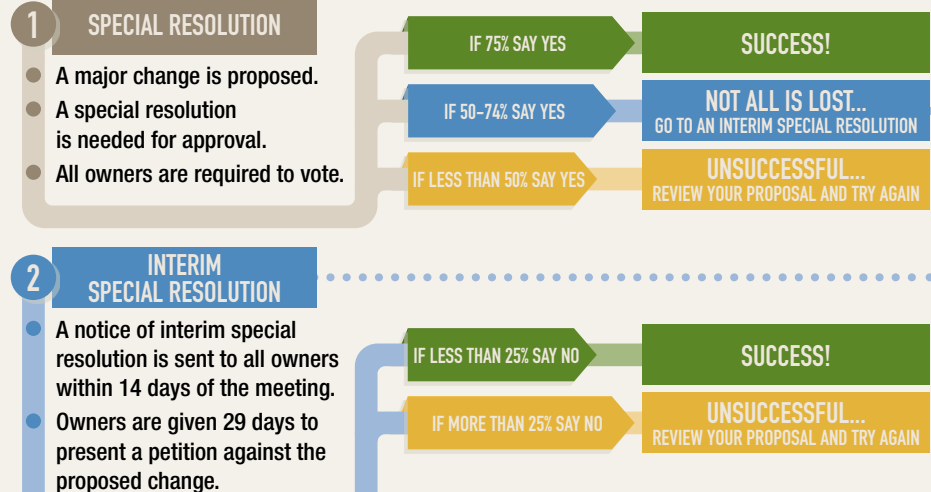 1
SPECIAL RESOLUTION
A major change is proposed.
A special resolution
is needed for approval.
All owners are required to vote.
IF 75% SAY YES
SUCCESS!
IF 50-74% SAY YES
NOT ALL IS LOST...
GO TO AN INTERIM SPECIAL RESOLUTION
IF LESS THAN 50% SAY YES
UNSUCCESSFUL...
REVIEW YOUR PROPOSAL AND TRY AGAIN
2
INTERIM
SPECIAL RESOLUTION
A notice of interim special
resolution is sent to all owners
within 14 days of the meeting.
Owners are given 29 days to
present a petition against the
proposed change.
IF LESS THAN 25% SAY NO
SUCCESS!
IF MORE THAN 25% SAY NO
UNSUCCESSFUL...
REVIEW YOUR PROPOSAL AND TRY AGAIN